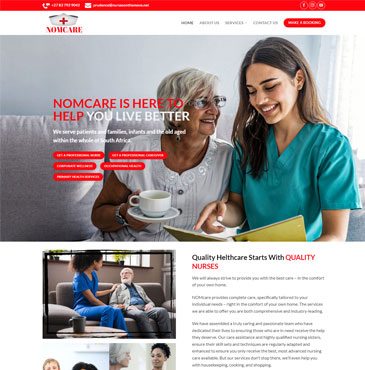 +27 83 792 9042
NOMCARE
HOME ABOUT US SERVICES CONTACT US MAKE A BOOKING
NOMCARE IS HERE TO
HELP YOU LIVE BETTER
We serve patients and families, infants and the old aged
within the whole of South Africa
GET A PROFESSIONAL NURSE GET A PROFESSIONAL CAREGIVER
CORPORATE WELLNESS OCCUPATIONAL HEALTH
PRIMARY HEALTH SERVICES
Quality Helthcare Starts With QUALITY
NURSES
We will always strive to provide you with the best care – in the comfort
of your own home.
NOMcare provides complete care, specifically tailored to your
individual needs – right in the comfort of your own home. The services
we are able to offer you are both comprehensive and industry-leading.
We have assembled a truly caring and passionate team who have
dedicated their lives to ensuring those who are in need receive the help
they deserve. Our care assistance and highly qualified nursing sisters,
ensure their skill sets and techniques are regularly adapted and
enhanced to ensure you only receive the best, most advanced nursing
care available. But our services don't stop there, we'll even help you
with housekeeping, cooking, and shopping.